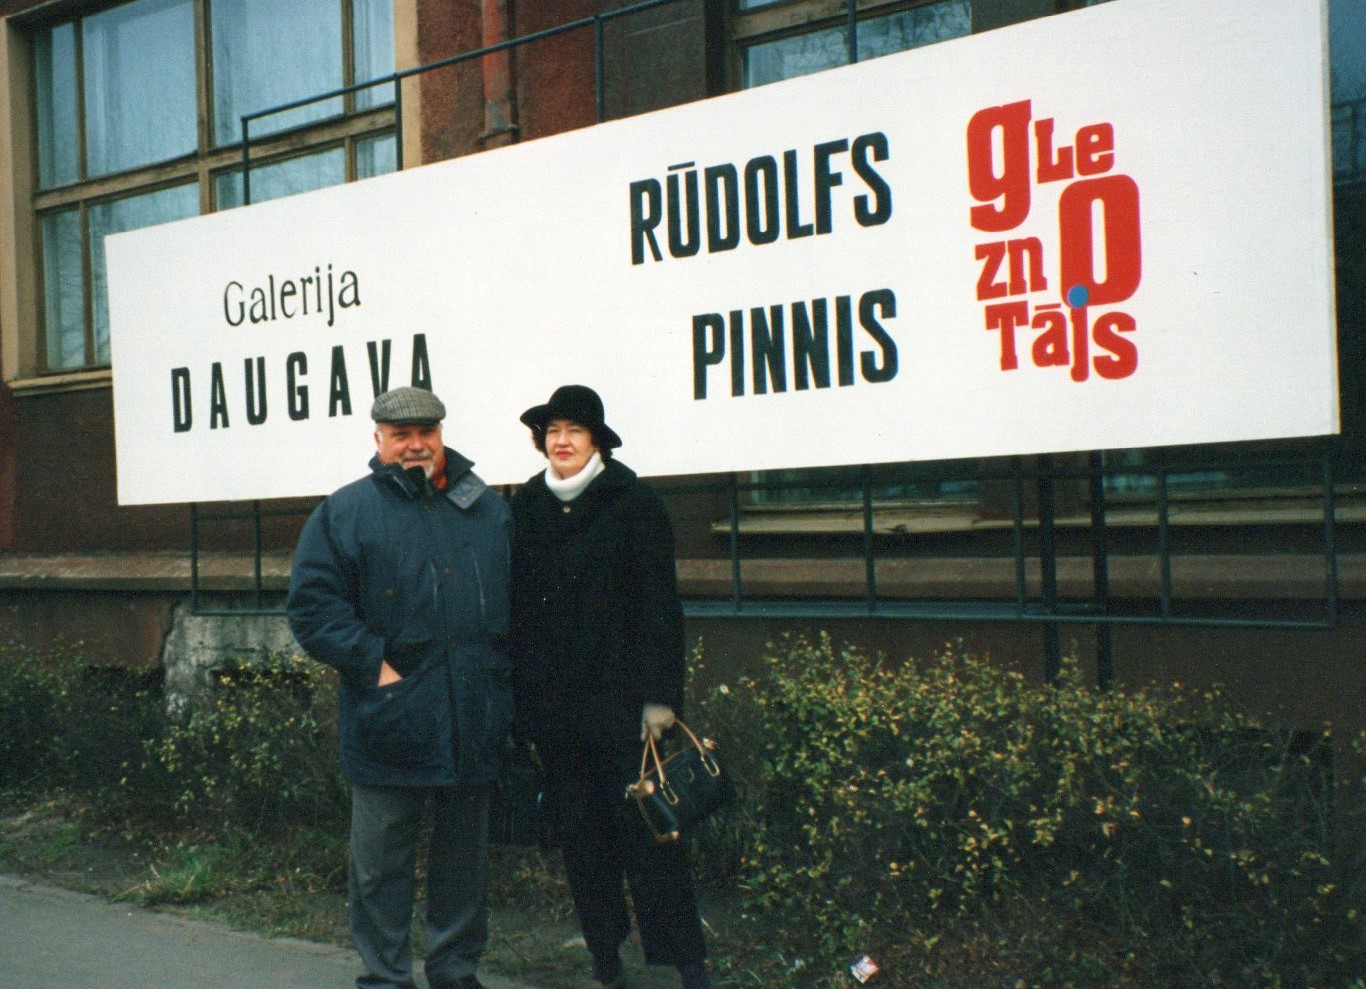 Galerija
DAUGAVA
RŪDOLFS
PINNIS
gLe
znO
Tājs